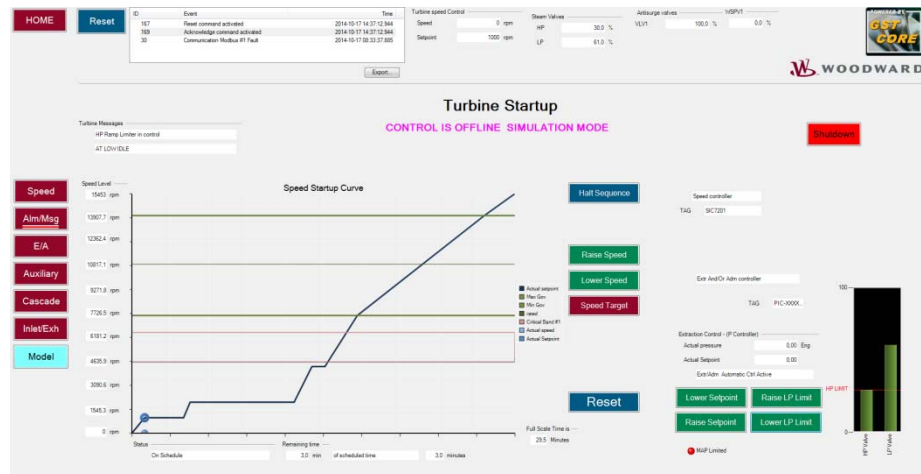 HOME
Reset
ID Event Time
167 Reset command activated 2014-10-17 14:37:12.944
169 Acknowledge command activated 2014-10-17 14:37:12.944
30 Communication Modbus #1 Fault 2014-10-17 08:33:37.885
Export...
Turbine speed Control
Speed 0 rpm
Setpoint 1000 rpm
Steam Valves
HP 30.0 %
LP 61.0 %
Antisurge valves
VLV1 100.0 %
HSPV1
0.0 %
POWERED BY
GST
CORE
WOODWARD
Turbine Startup
CONTROL IS OFFLINE SIMULATION MODE
Turbine Messages
HP Ramp Limiter in control
AT LOW IDLE
Shutdown
Speed
Alm/Msg
E/A
Auxiliary
Cascade
Inlet/Exh
Model
Speed Level
Speed Startup Curve
15453 rpm
13907.7 rpm
12362.4 rpm
10817.1 rpm
9271.8 rpm
7726.5 rpm
6181.2 rpm
4635.9 rpm
3090.6 rpm
1545.3 rpm
0 rpm
Actual setpoint
Max Gov
Min Gov
rated
Critical Band #1
Actual speed
Actual Setpoint
Status
On Schedule
Remaining time
3.0 min of scheduled time 3.0 minutes
Full Scale Time is
29.5 Minutes
Halt Sequence
Raise Speed
Lower Speed
Speed Target
Reset
Speed controller
TAG SIC7201
Extr And/Or Adm controller
TAG PIC-XXXX..
Extraction Control - (P Controller)
Actual pressure 0.00 Eng
Actual Setpoint 0.00
Extr/Adm Automatic Ctrl Active
Lower Setpoint
Raise LP Limit
Raise Setpoint
Lower LP Limit
MAP Limited
100
HP LIMIT
0
HP Valve
LP Valve